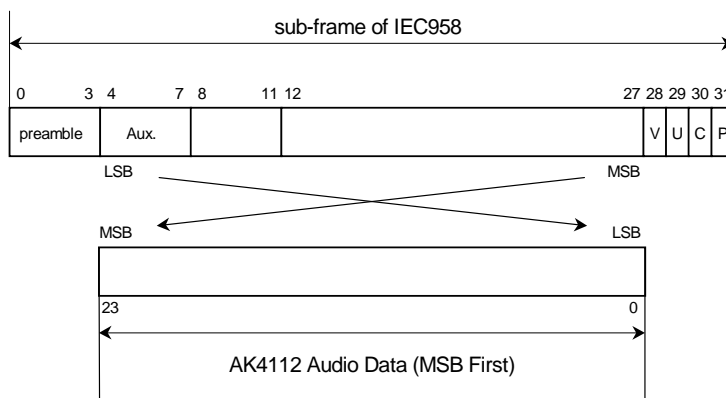 sub-frame of IEC958
0 3 4 7 8 11 12 27 28 29 30 31
preamble Aux. V U C P
LSB MSB
MSB LSB
23 0
AK4112 Audio Data (MSB First)